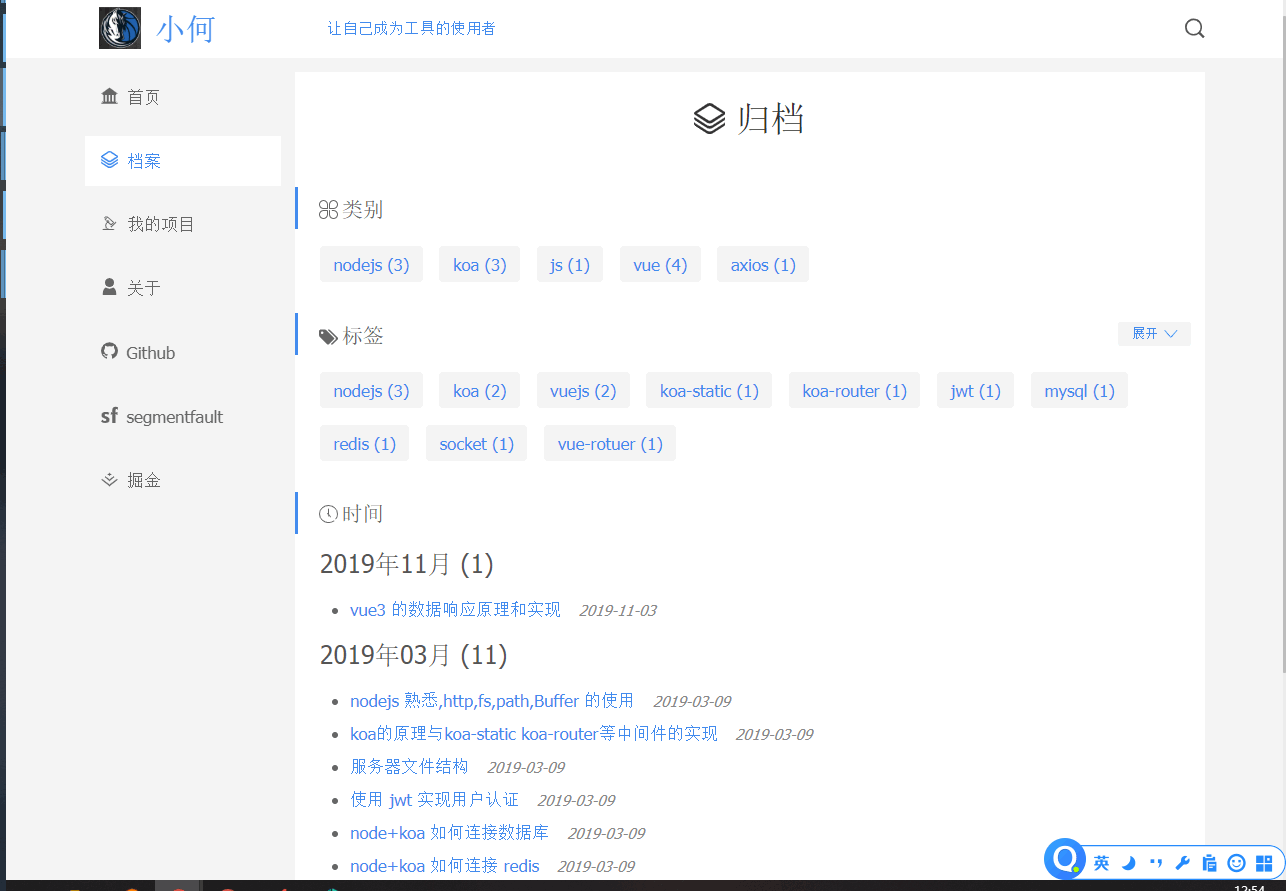 小何
让自己成为工具的使用者
首页
档案
我的项目
关于
Github
sf segmentfault
掘金
归档
类别
nodejs (3) koa (3) js (1) vue (4) axios (1)
标签
展开
nodejs (3) koa (2) vuejs (2) koa-static (1) koa-router (1) jwt (1) mysql (1)
redis (1) socket (1) vue-rotuer (1)
时间
2019年11月 (1)
vue3 的数据响应原理和实现 2019-11-03
2019年03月 (11)
nodejs 熟悉,http,fs,path,Buffer 的使用 2019-03-09
koa的原理与koa-static koa-router等中间件的实现 2019-03-09
服务器文件结构 2019-03-09
使用 jwt 实现用户认证 2019-03-09
node+koa 如何连接数据库 2019-03-09
node+koa 如何连接 redis 2019-03-09
英
12:54